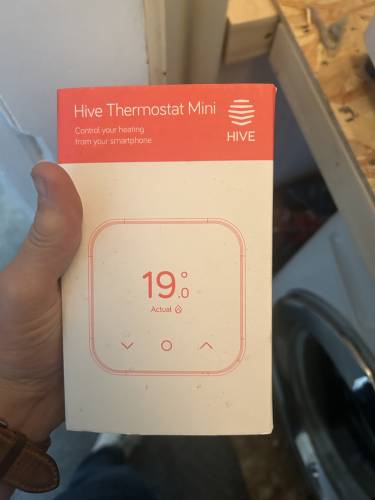 Hive Thermostat Mini
Control your heating
from your smartphone
HIVE
19.0°
Actual